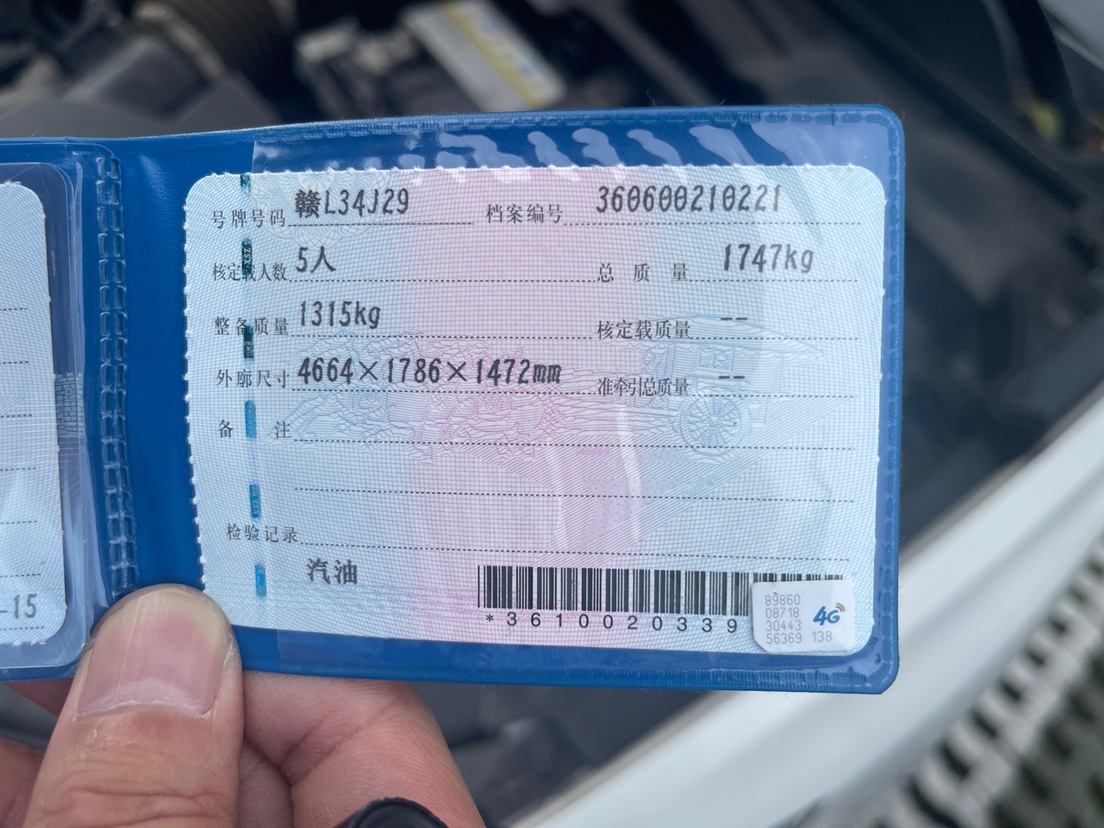 号牌号码 赣L34J29 档案编号 360600210221
核定载人数 5人 总质量 1747kg
整备质量 1315kg 核定载质量 --
外廓尺寸 4664×1786×1472mm 准牵引总质量 --
备注
检验记录
汽油
*3610020339
89860
08718
30443
56369 138
4G
-15